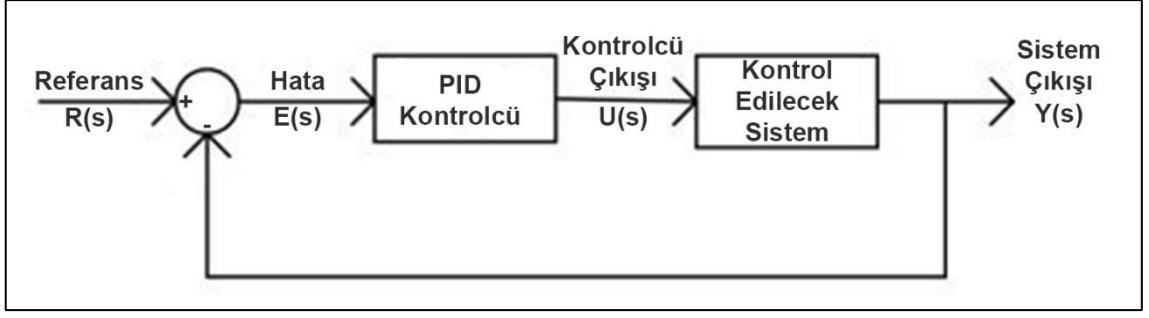 Referans
R(s)
+
-
Hata
E(s)
PID
Kontrolcü
Kontrolcü
Çıkışı
U(s)
Kontrol
Edilecek
Sistem
Sistem
Çıkışı
Y(s)